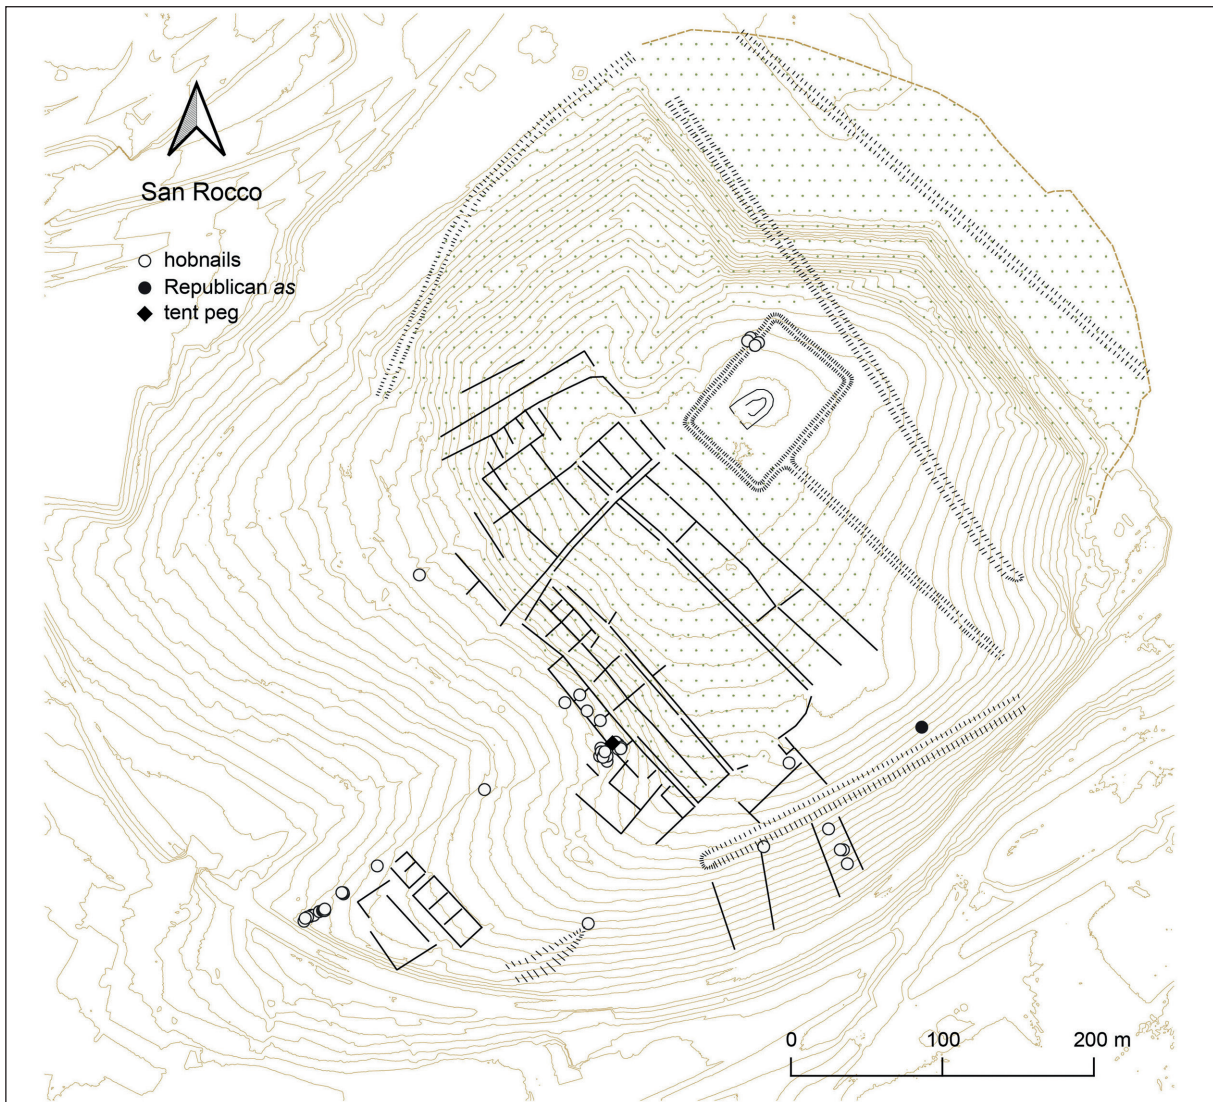 San Rocco
hobnails
Republican as
tent peg
0 100 200 m